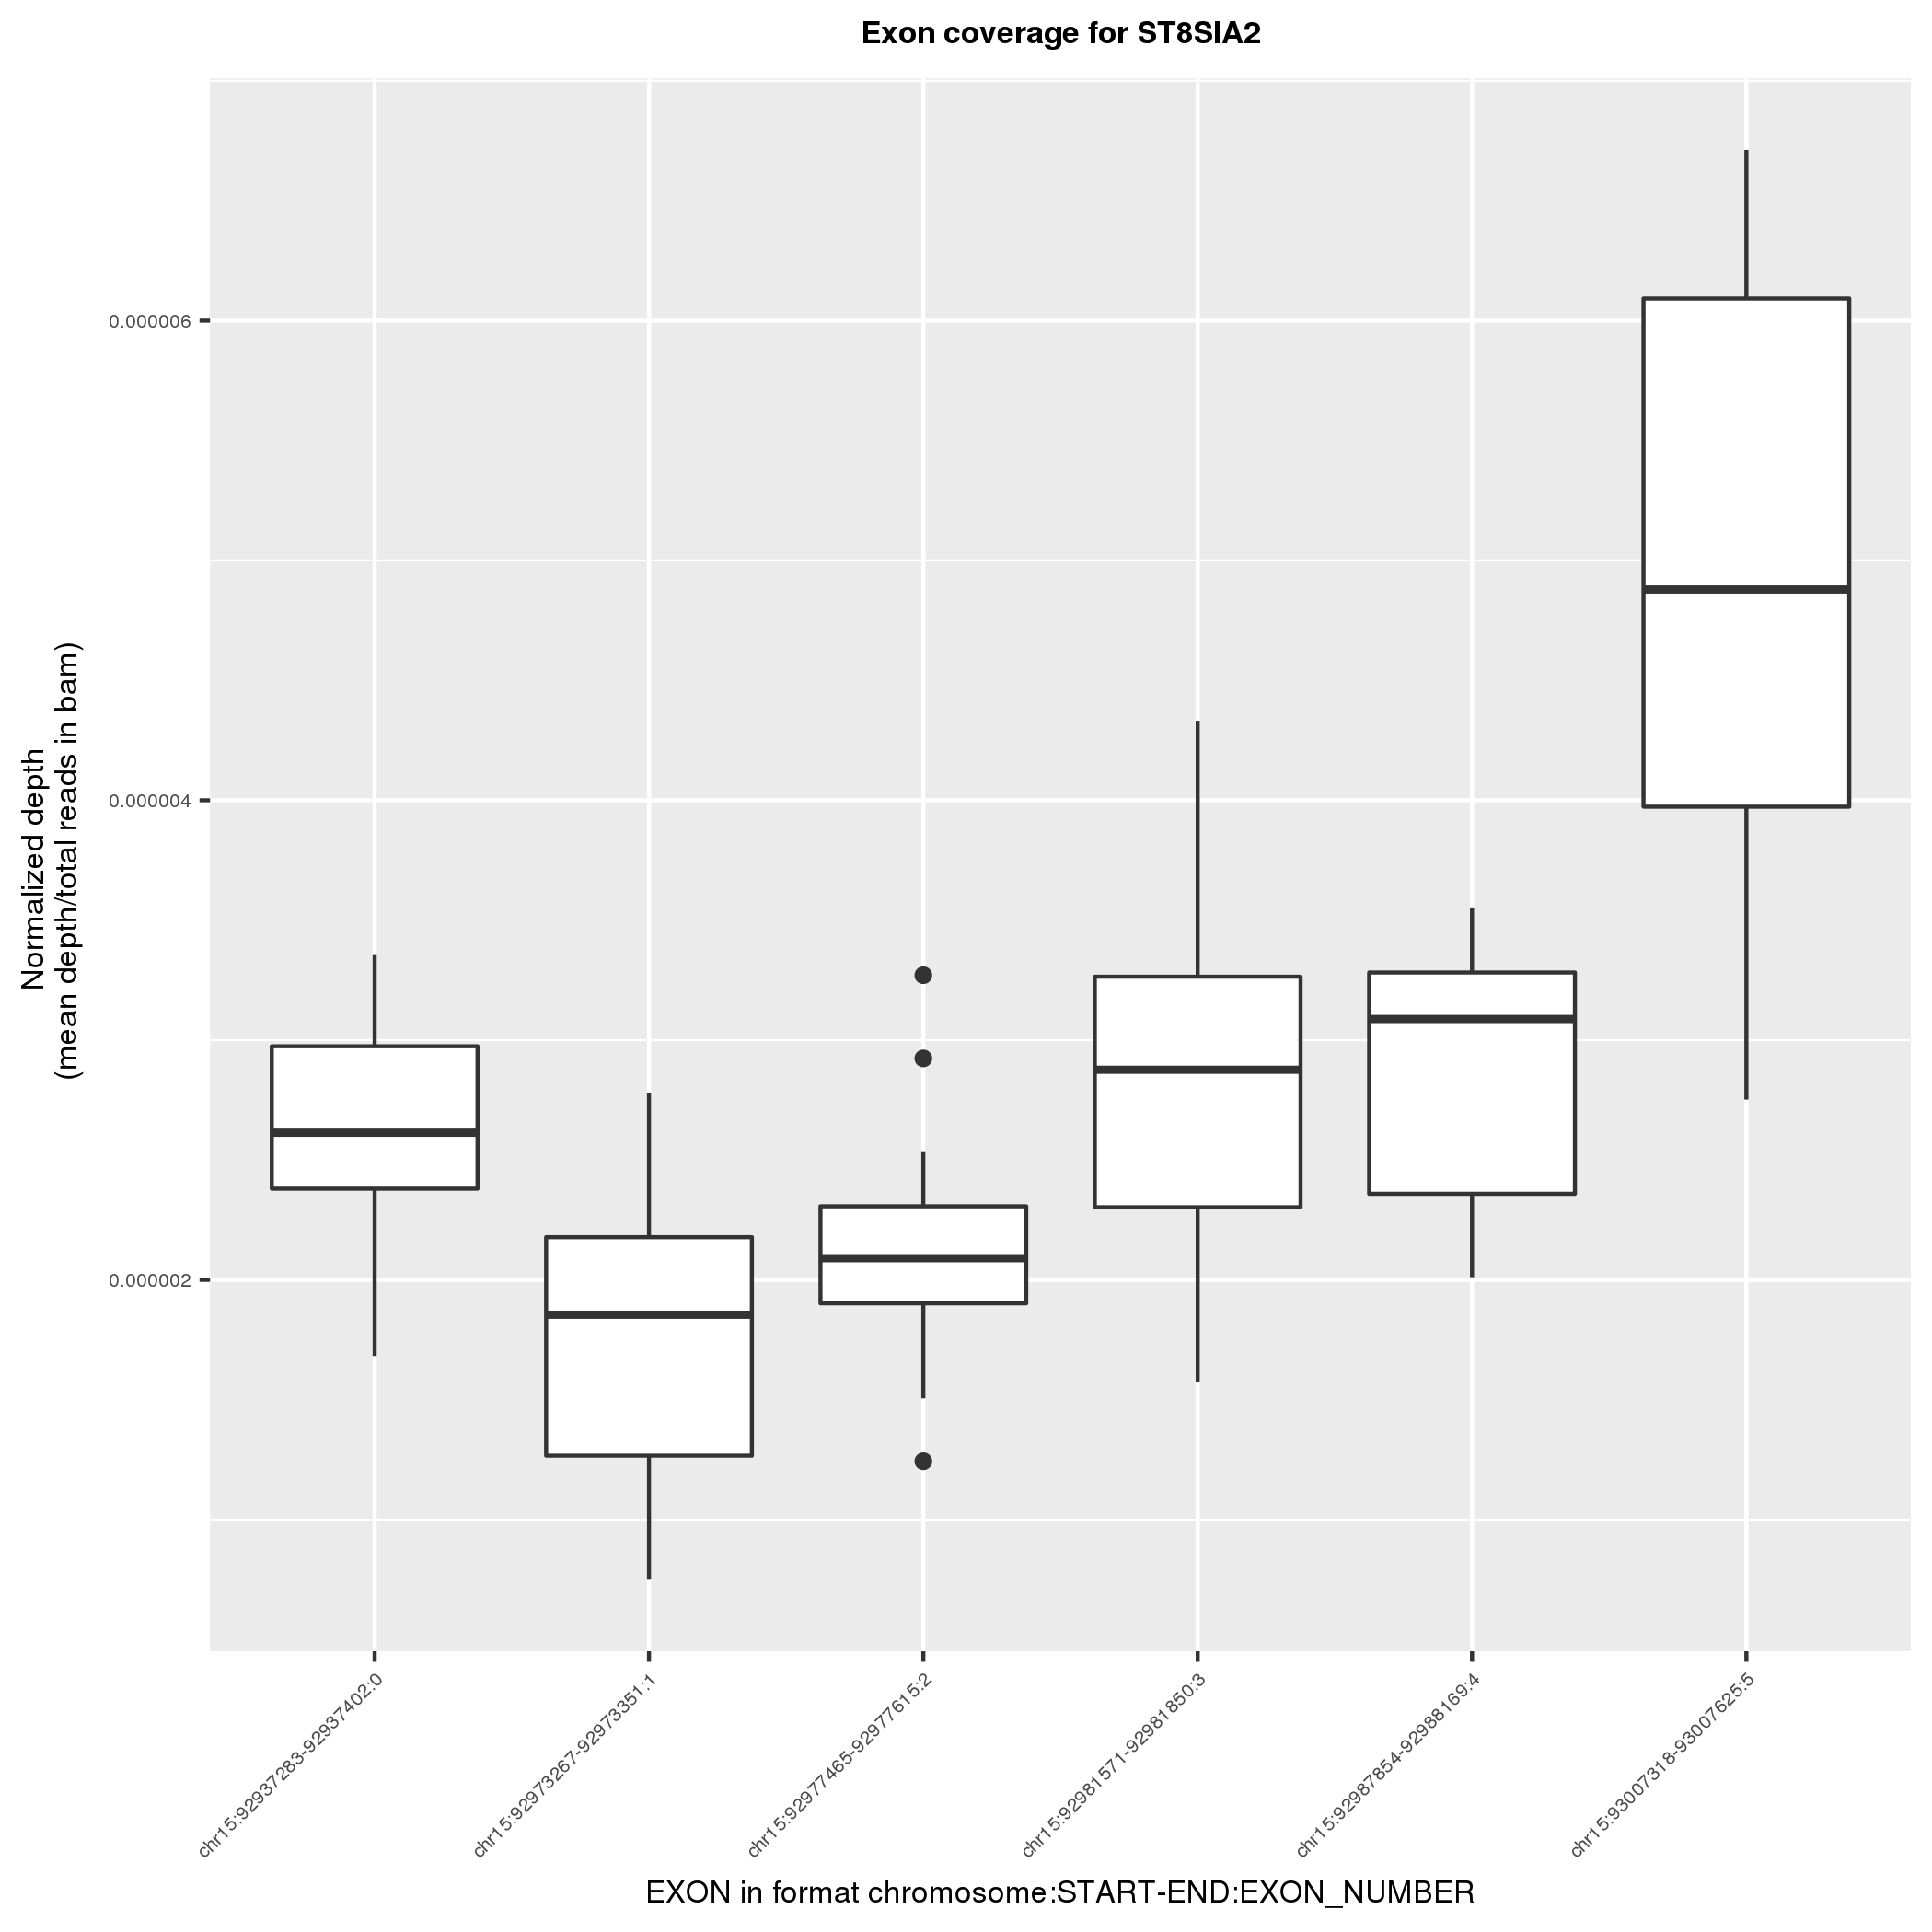 Exon coverage for ST8SIA2
Normalized depth
(mean depth/total reads in bam)
0.000006
0.000004
0.000002
chr15:92937283-92937402:0
chr15:92973267-92973351:1
chr15:92977465-92977615:2
chr15:92981571-92981850:3
chr15:92987854-92988169:4
chr15:93007318-93007625:5
EXON in format chromosome:START-END:EXON_NUMBER